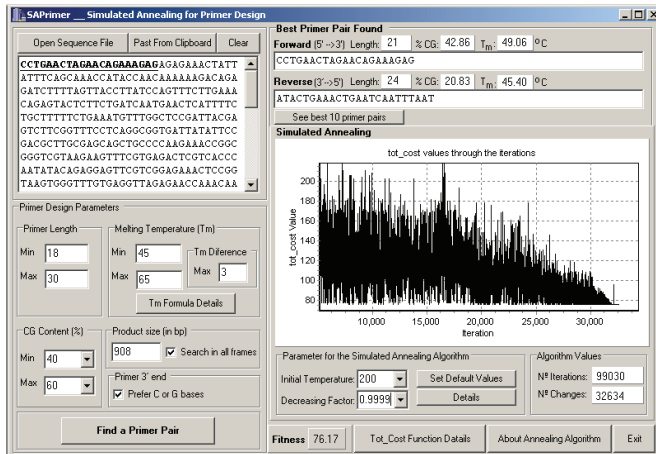 SAPrimer __ Simulated Annealing for Primer Design
Open Sequence File
Past From Clipboard
Clear
CCTGAACTAGAACAGAAAGAGAGAGAAACTATT
ATTTCAGCAAACCATACCAACAAAAAAGACAGA
GATCTTTTAGTTACCTTATCCAGTTTCTTGAAA
CAGAGTACTCTTCTGATCAATGAACTCATTTTC
TGCTTTTTCTGAAATGTTTGGCTCCGATTACGA
GTCTTCGGTTTCCTCAGGCGGTGATTATATTCC
GACGCTTGCGAGCAGCTGCCCCAAGAAACCGGC
GGGTCGTAAGAAGTTTCGTGAGACTCGTCACCC
AATATACAGAGGAGTTCGTCGGAGAAACTCCGG
TAAGTGGGTTTGTGAGGTTAGAGAACCAAACAA
Primer Design Parameters
Primer Length
Min 18
Max 30
Melting Temperature (Tm)
Min 45
Max 65
Tm Diference
Max 3
Tm Formula Details
CG Content (%)
Min 40
Max 60
Product size (in bp)
908
Search in all frames
Primer 3' end
Prefer C or G bases
Find a Primer Pair
Best Primer Pair Found
Forward (5' -->3') Length: 21 % CG: 42.86 Tm: 49.06 ºC
CCTGAACTAGAACAGAAAGAG
Reverse (3'-->5') Length: 24 % CG: 20.83 Tm: 45.40 ºC
ATACTGAAACTGAATCAATTTAAT
See best 10 primer pairs
Simulated Annealing
tot_cost values through the iterations
tot_cost Value
200
180
160
140
120
100
80
10,000 15,000 20,000 25,000 30,000
Iteration
Parameter for the Simulated Annealing Algorithm
Initial Temperature: 200
Set Default Values
Decreasing Factor: 0.9999
Details
Algorithm Values
Nº Iterations: 99030
Nº Changes: 32634
Fitness 76.17
Tot_Cost Function Datails
About Annealing Algorithm
Exit